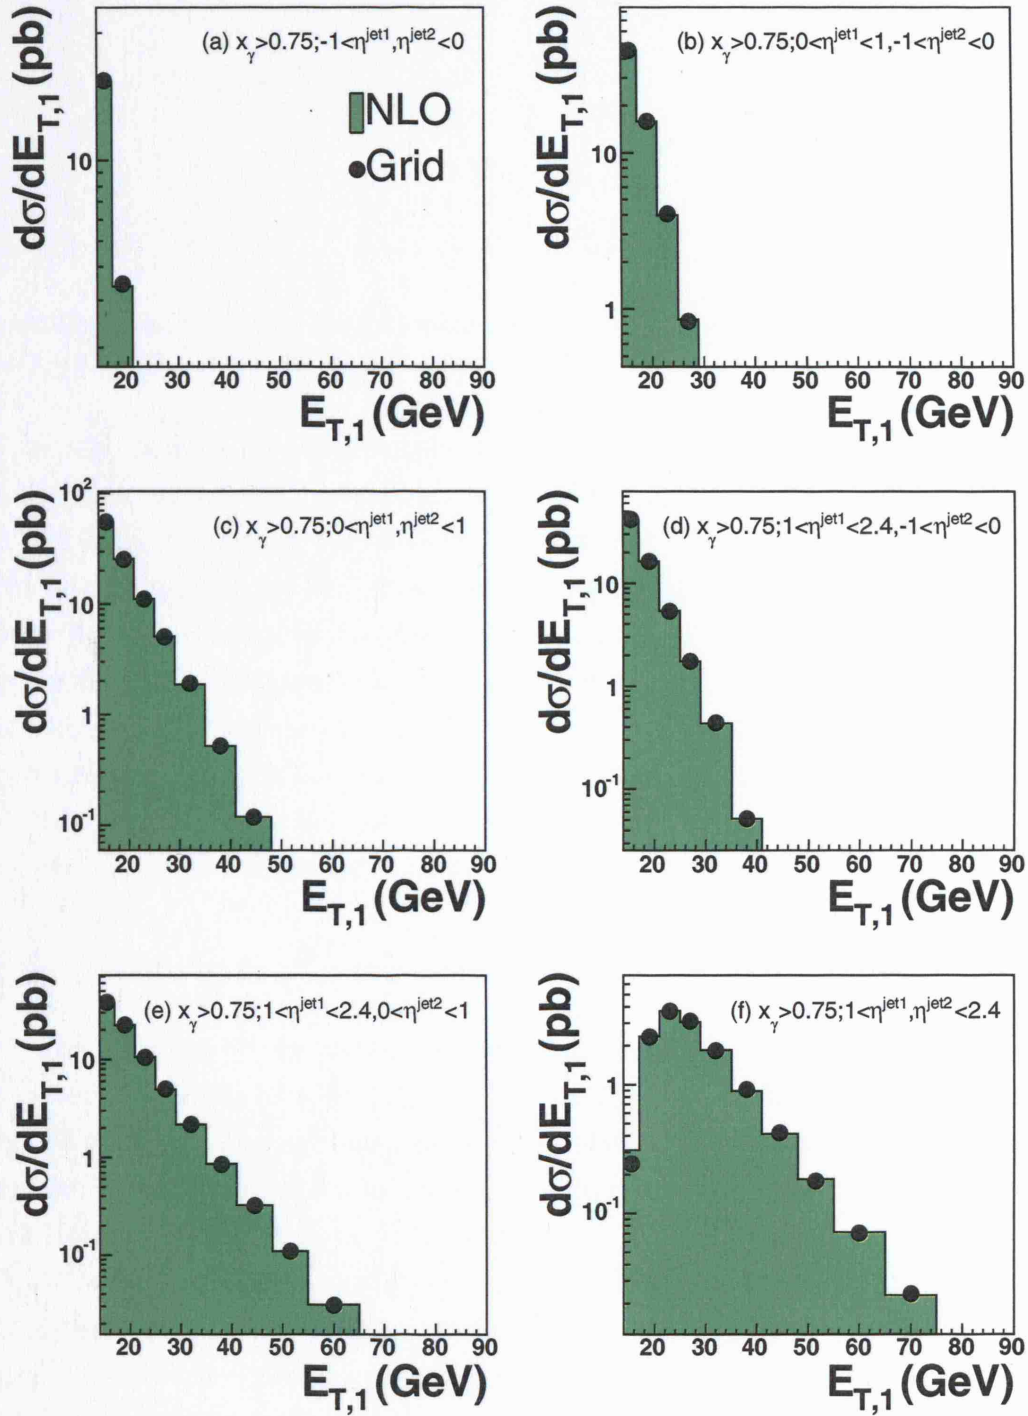 (a) xγ>0.75;-1<η^jet1,η^jet2<0
NLO
Grid
dσ/dE_T,1 (pb)
10
20 30 40 50 60 70 80 90
E_T,1 (GeV)
(b) xγ>0.75;0<η^jet1<1,-1<η^jet2<0
dσ/dE_T,1 (pb)
10
1
20 30 40 50 60 70 80 90
E_T,1 (GeV)
(c) xγ>0.75;0<η^jet1,η^jet2<1
dσ/dE_T,1 (pb)
10^2
10
1
10^-1
20 30 40 50 60 70 80 90
E_T,1 (GeV)
(d) xγ>0.75;1<η^jet1<2.4,-1<η^jet2<0
dσ/dE_T,1 (pb)
10
1
10^-1
20 30 40 50 60 70 80 90
E_T,1 (GeV)
(e) xγ>0.75;1<η^jet1<2.4,0<η^jet2<1
dσ/dE_T,1 (pb)
10
1
10^-1
20 30 40 50 60 70 80 90
E_T,1 (GeV)
(f) xγ>0.75;1<η^jet1,η^jet2<2.4
dσ/dE_T,1 (pb)
1
10^-1
20 30 40 50 60 70 80 90
E_T,1 (GeV)